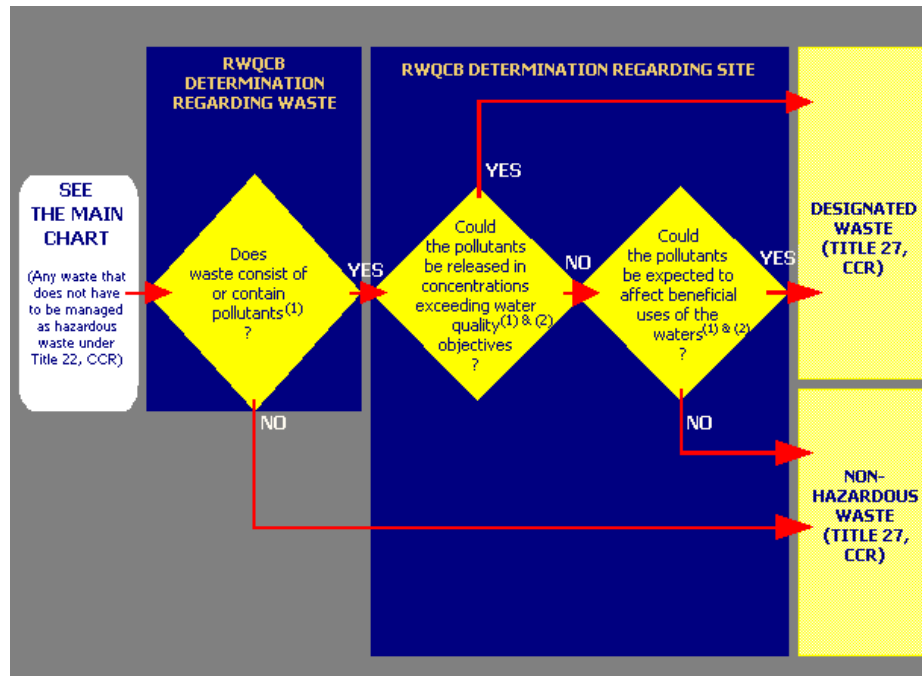 RWQCB
DETERMINATION
REGARDING WASTE
RWQCB DETERMINATION REGARDING SITE
SEE
THE MAIN
CHART
(Any waste that
does not have
to be managed
as hazardous
waste under
Title 22, CCR)
Does
waste consist of
or contain
pollutants(1)
?
YES
NO
Could
the pollutants
be released in
concentrations
exceeding water
quality(1) & (2)
objectives
?
YES
NO
Could
the pollutants
be expected to
affect beneficial
uses of the
waters(1) & (2)
?
YES
NO
DESIGNATED
WASTE
(TITLE 27,
CCR)
NON-
HAZARDOUS
WASTE
(TITLE 27,
CCR)